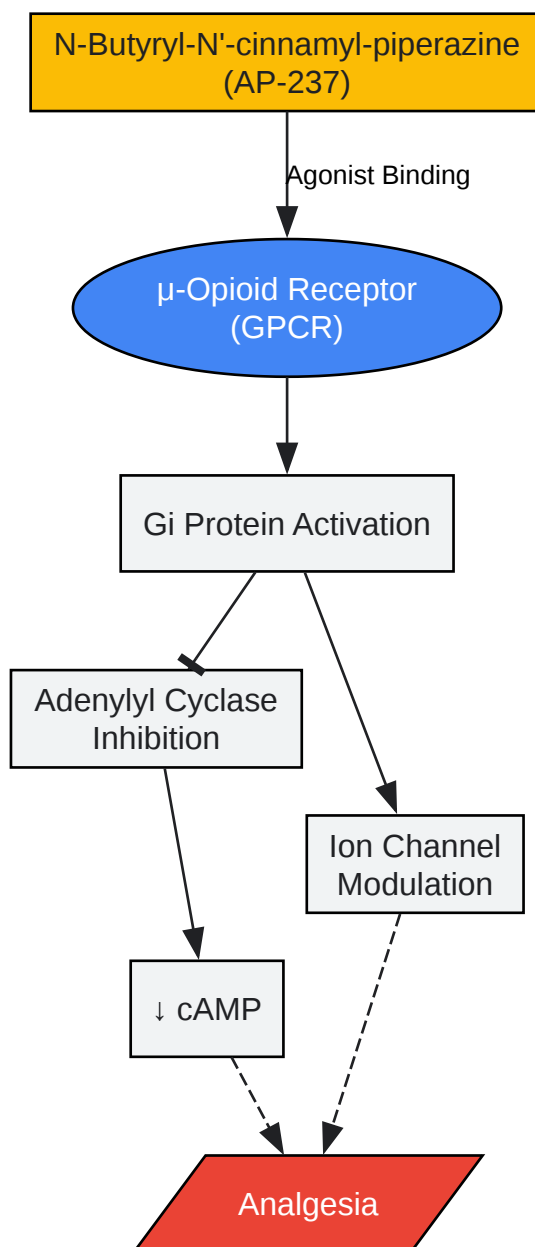 N-Butyryl-N'-cinnamyl-piperazine
(AP-237)
Agonist Binding
μ-Opioid Receptor
(GPCR)
Gi Protein Activation
Adenylyl Cyclase
Inhibition
Ion Channel
Modulation
↓ cAMP
Analgesia